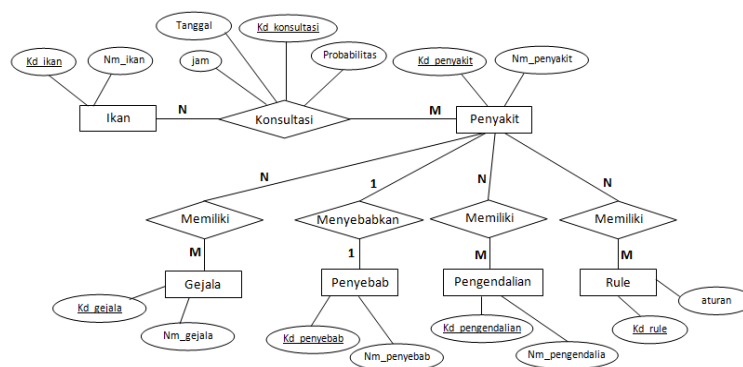 Tanggal
Kd_konsultasi
Kd_ikan
Nm_ikan
jam
Probabilitas
Kd_penyakit
Nm_penyakit
Ikan
N
Konsultasi
M
Penyakit
N
1
N
N
Memiliki
Menyebabkan
Memiliki
Memiliki
M
1
M
M
Gejala
Penyebab
Pengendalian
Rule
Kd_gejala
Nm_gejala
Kd_penyebab
Nm_penyebab
Kd_pengendalian
Nm_pengendalia
Kd_rule
aturan